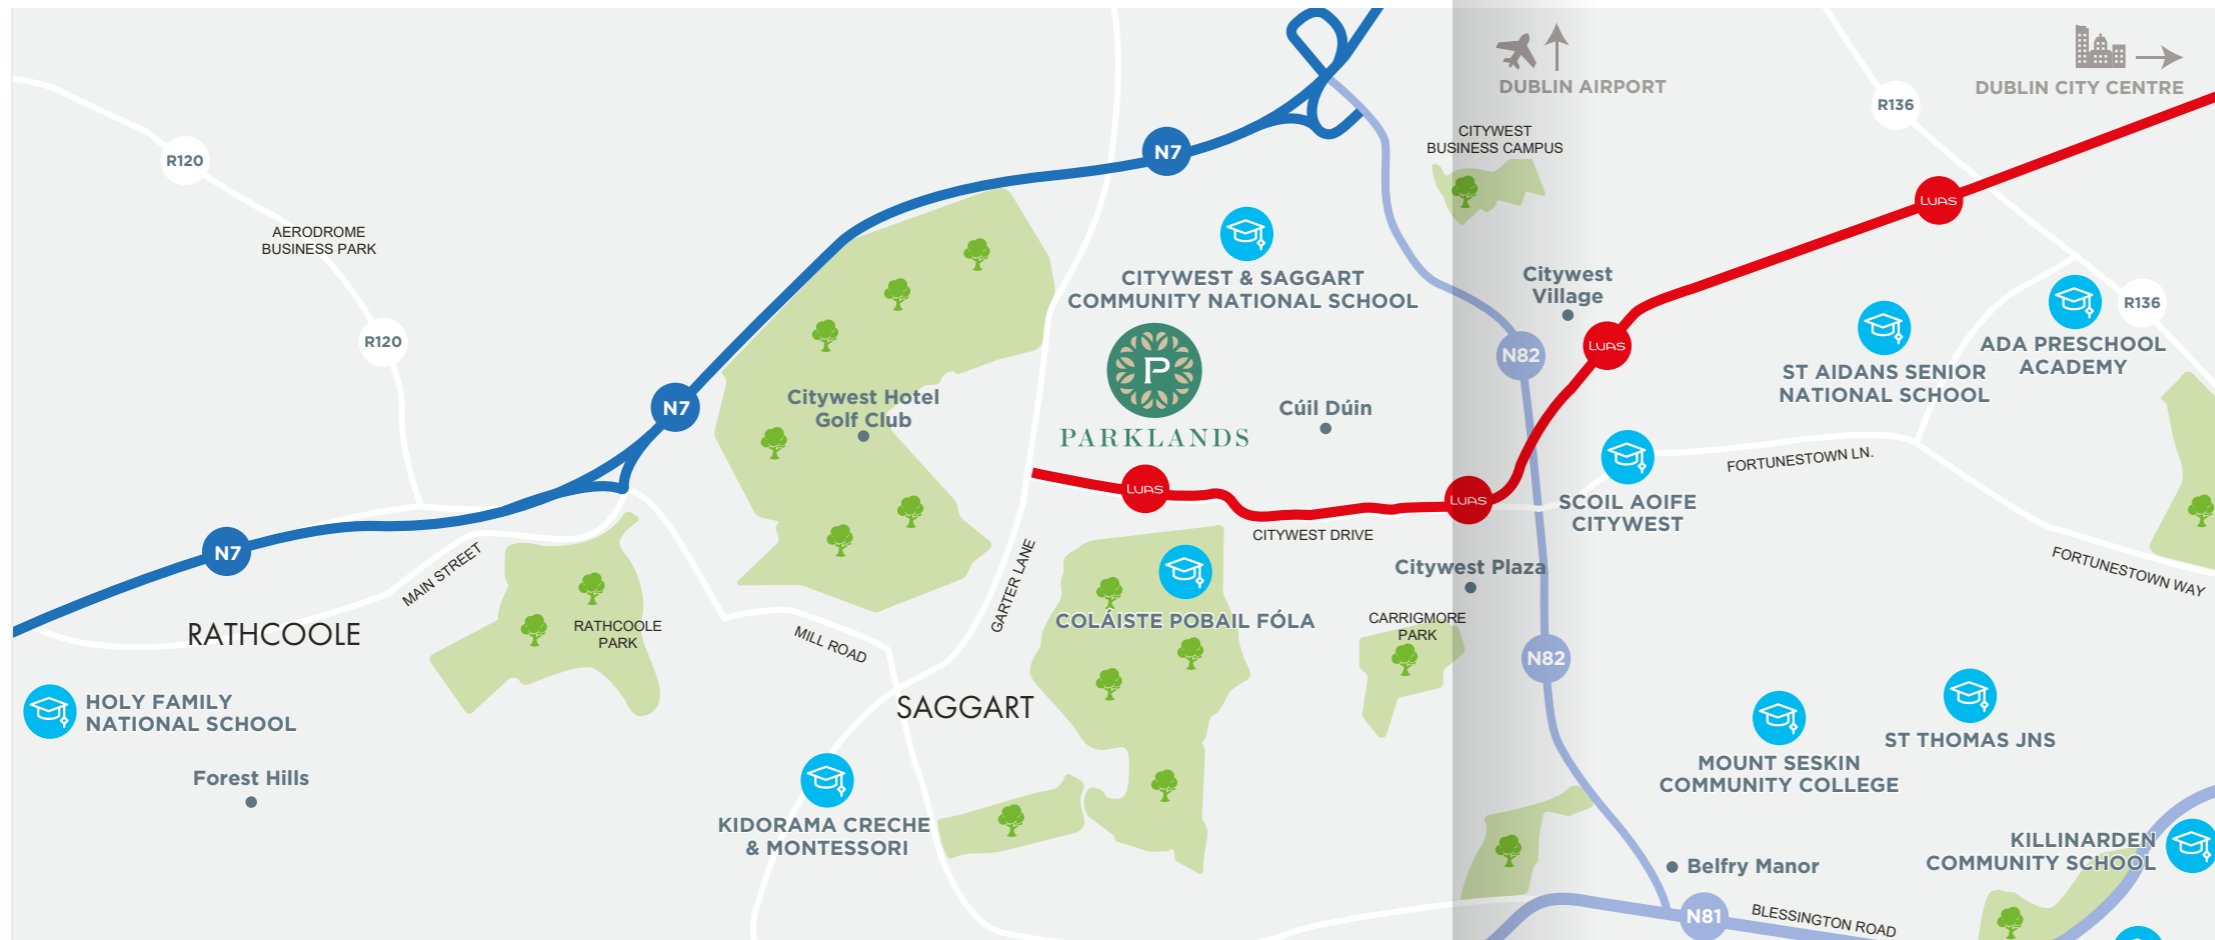 DUBLIN AIRPORT
DUBLIN CITY CENTRE
R136
CITYWEST
BUSINESS CAMPUS
N7
R120
LUAS
AERODROME
BUSINESS PARK
CITYWEST & SAGGART
COMMUNITY NATIONAL SCHOOL
Citywest
Village
R136
R120
N82
LUAS
ADA PRESCHOOL
ACADEMY
ST AIDANS SENIOR
NATIONAL SCHOOL
P
PARKLANDS
Citywest Hotel
Golf Club
N7
Cúil Dúin
FORTUNESTOWN LN.
LUAS
LUAS
SCOIL AOIFE
CITYWEST
CITYWEST DRIVE
N7
MAIN STREET
GARTER LANE
Citywest Plaza
FORTUNESTOWN WAY
RATHCOOLE
RATHCOOLE
PARK
MILL ROAD
COLÁISTE POBAIL FÓLA
CARRIGMORE
PARK
N82
HOLY FAMILY
NATIONAL SCHOOL
SAGGART
ST THOMAS JNS
MOUNT SESKIN
COMMUNITY COLLEGE
Forest Hills
KIDORAMA CRECHE
& MONTESSORI
KILLINARDEN
COMMUNITY SCHOOL
Belfry Manor
N81
BLESSINGTON ROAD